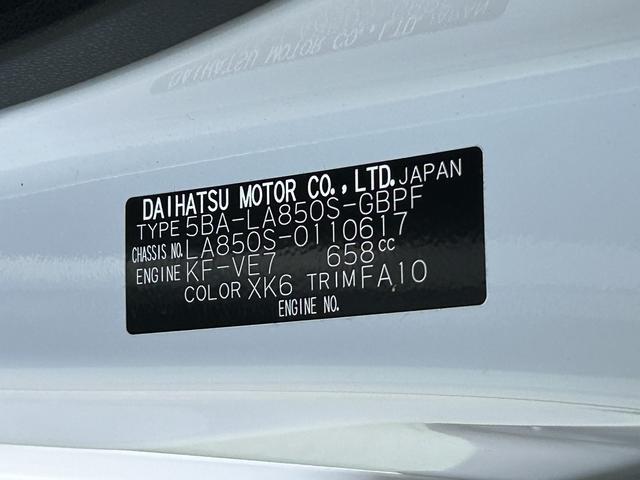 DAIHATSU MOTOR CO., LTD. JAPAN
TYPE 5BA-LA850S-GBPF
CHASSIS NO. LA850S-0110617
ENGINE KF-VE7 658cc
COLOR XK6 TRIM FA10
ENGINE NO.